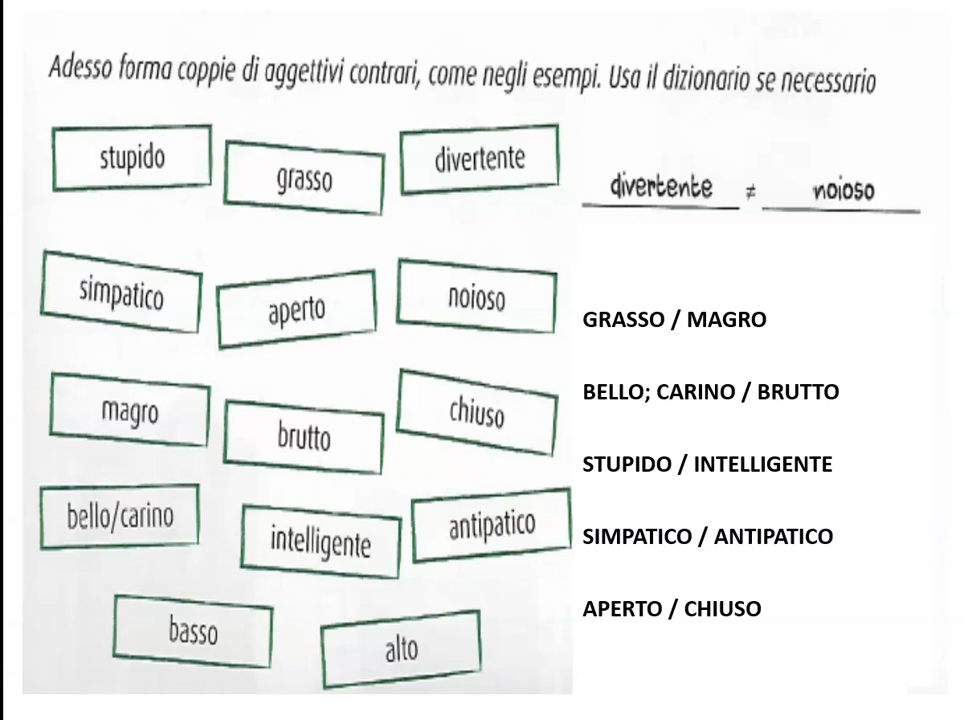 Adesso forma coppie di aggettivi contrari, come negli esempi. Usa il dizionario se necessario
stupido
grasso
divertente
divertente ≠ noioso
simpatico
aperto
noioso
GRASSO / MAGRO
magro
brutto
chiuso
BELLO; CARINO / BRUTTO
STUPIDO / INTELLIGENTE
bello/carino
intelligente
antipatico
SIMPATICO / ANTIPATICO
basso
alto
APERTO / CHIUSO